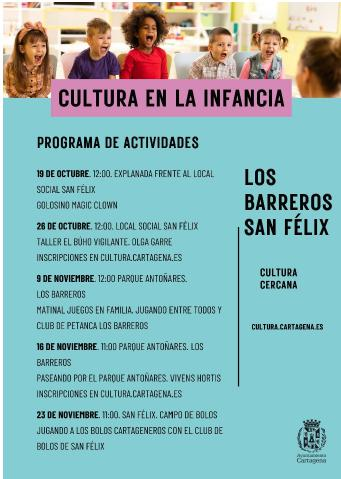 CULTURA EN LA INFANCIA
PROGRAMA DE ACTIVIDADES
19 DE OCTUBRE. 12:00. EXPLANADA FRENTE AL LOCAL
SOCIAL SAN FÉLIX
GOLOSINO MAGIC CLOWN
26 DE OCTUBRE. 12:00. LOCAL SOCIAL SAN FÉLIX
TALLER EL BÚHO VIGILANTE. OLGA GARRE
INSCRIPCIONES EN CULTURA.CARTAGENA.ES
9 DE NOVIEMBRE. 12:00 PARQUE ANTOÑARES.
LOS BARREROS
MATINAL JUEGOS EN FAMILIA. JUGANDO ENTRE TODOS Y
CLUB DE PETANCA LOS BARREROS
16 DE NOVIEMBRE. 11:00 PARQUE ANTOÑARES. LOS
BARREROS
PASEANDO POR EL PARQUE ANTOÑARES. VIVENS HORTIS
INSCRIPCIONES EN CULTURA.CARTAGENA.ES
23 DE NOVIEMBRE. 11:00. SAN FÉLIX. CAMPO DE BOLOS
JUGANDO A LOS BOLOS CARTAGENEROS CON EL CLUB DE
BOLOS DE SAN FÉLIX
LOS
BARREROS
SAN FÉLIX
CULTURA
CERCANA
CULTURA.CARTAGENA.ES
Ayuntamiento
Cartagena